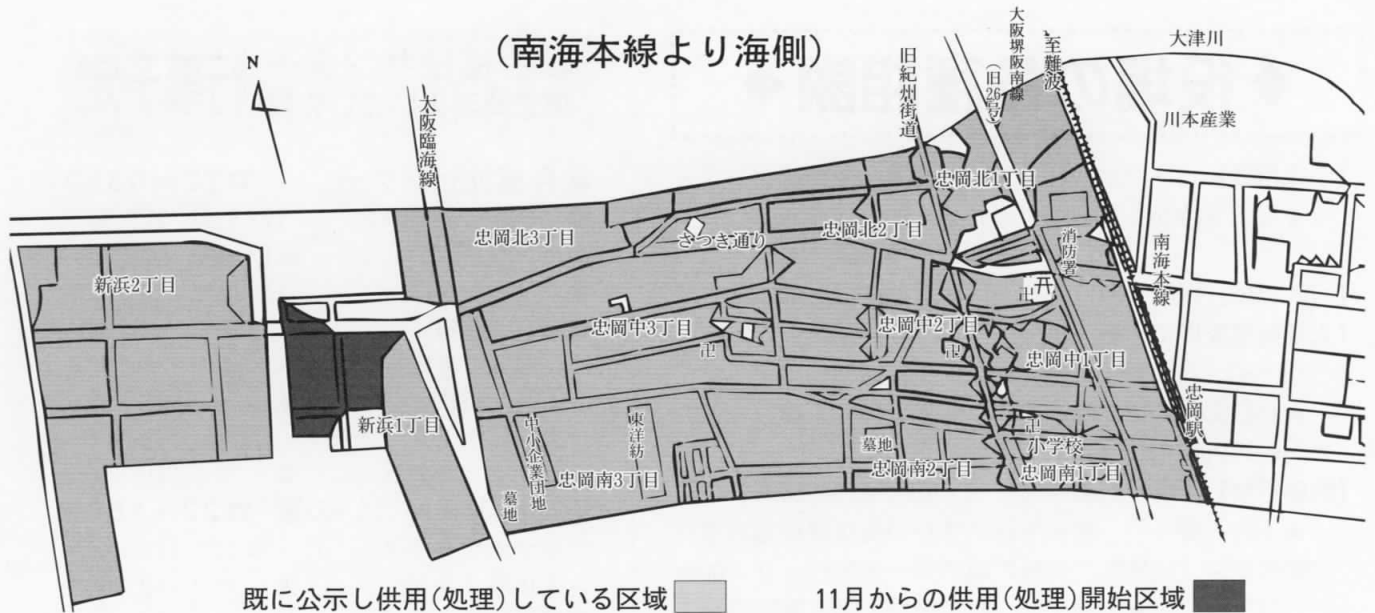 (南海本線より海側)
N
大阪臨海線
旧紀州街道
大阪堺阪南線
(旧26号)
至難波
大津川
川本産業
忠岡北1丁目
忠岡北2丁目
忠岡北3丁目
さつき通り
消防署
南海本線
新浜2丁目
忠岡中3丁目
忠岡中2丁目
忠岡中1丁目
卍
卍
卍
卍
新浜1丁目
忠岡駅
中小企業団地
東洋紡
墓地
小学校
忠岡南3丁目
忠岡南2丁目
忠岡南1丁目
墓地
既に公示し供用(処理)している区域
11月からの供用(処理)開始区域